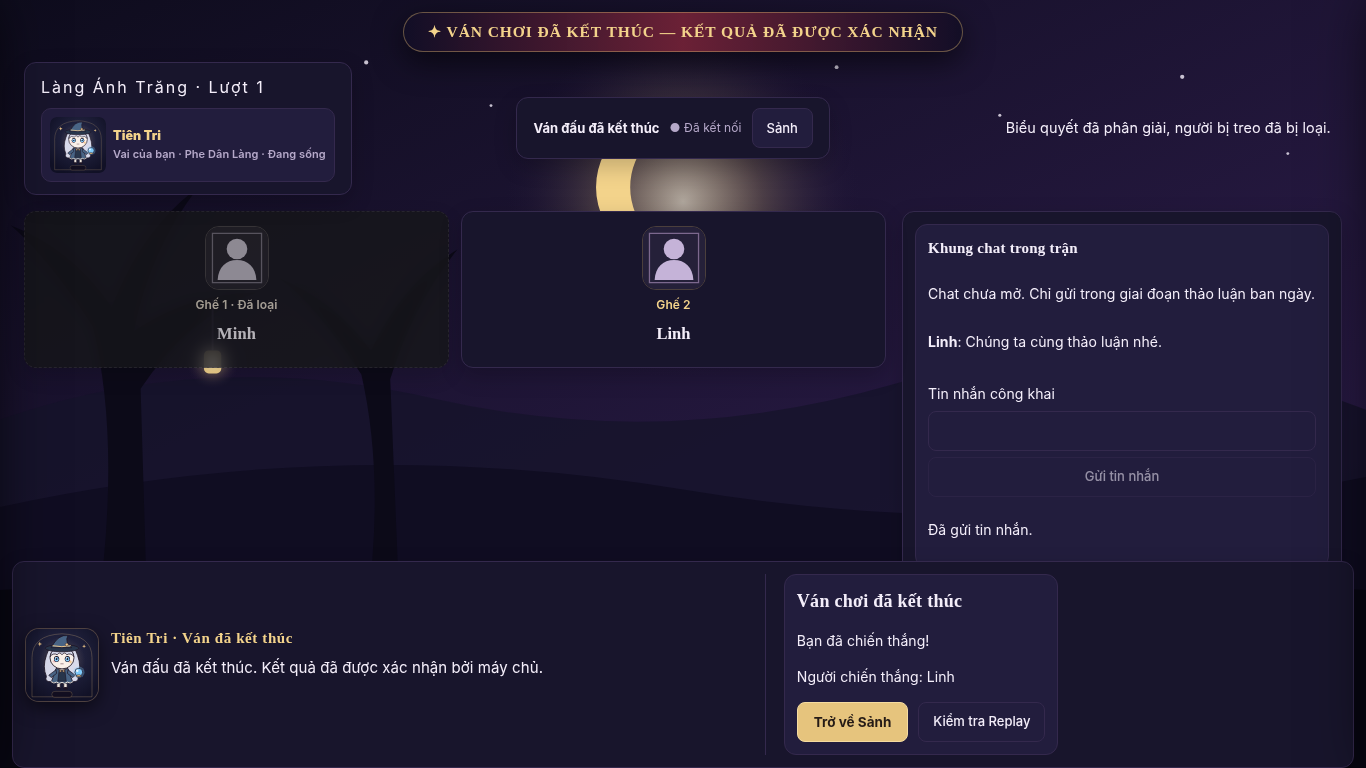 ✦ VÁN CHƠI ĐÃ KẾT THÚC — KẾT QUẢ ĐÃ ĐƯỢC XÁC NHẬN
Làng Ánh Trăng · Lượt 1
Tiên Tri
Vai của bạn · Phe Dân Làng · Đang sống
Ván đấu đã kết thúc
Đã kết nối
Sảnh
Biểu quyết đã phân giải, người bị treo đã bị loại.
Ghế 1 · Đã loại
Minh
Ghế 2
Linh
Khung chat trong trận
Chat chưa mở. Chỉ gửi trong giai đoạn thảo luận ban ngày.
Linh: Chúng ta cùng thảo luận nhé.
Tin nhắn công khai
Gửi tin nhắn
Đã gửi tin nhắn.
Tiên Tri · Ván đã kết thúc
Ván đấu đã kết thúc. Kết quả đã được xác nhận bởi máy chủ.
Ván chơi đã kết thúc
Bạn đã chiến thắng!
Người chiến thắng: Linh
Trở về Sảnh
Kiểm tra Replay